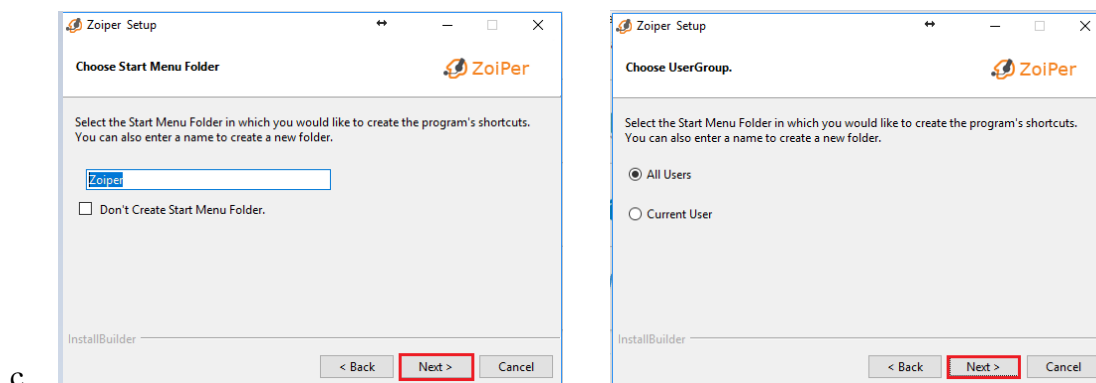 Zoiper Setup
Choose Start Menu Folder
ZoiPer
Select the Start Menu Folder in which you would like to create the program's shortcuts.
You can also enter a name to create a new folder.
Zoiper
Don't Create Start Menu Folder.
InstallBuilder
< Back Next > Cancel
Zoiper Setup
Choose UserGroup.
ZoiPer
Select the Start Menu Folder in which you would like to create the program's shortcuts.
You can also enter a name to create a new folder.
All Users
Current User
InstallBuilder
< Back Next > Cancel
c.